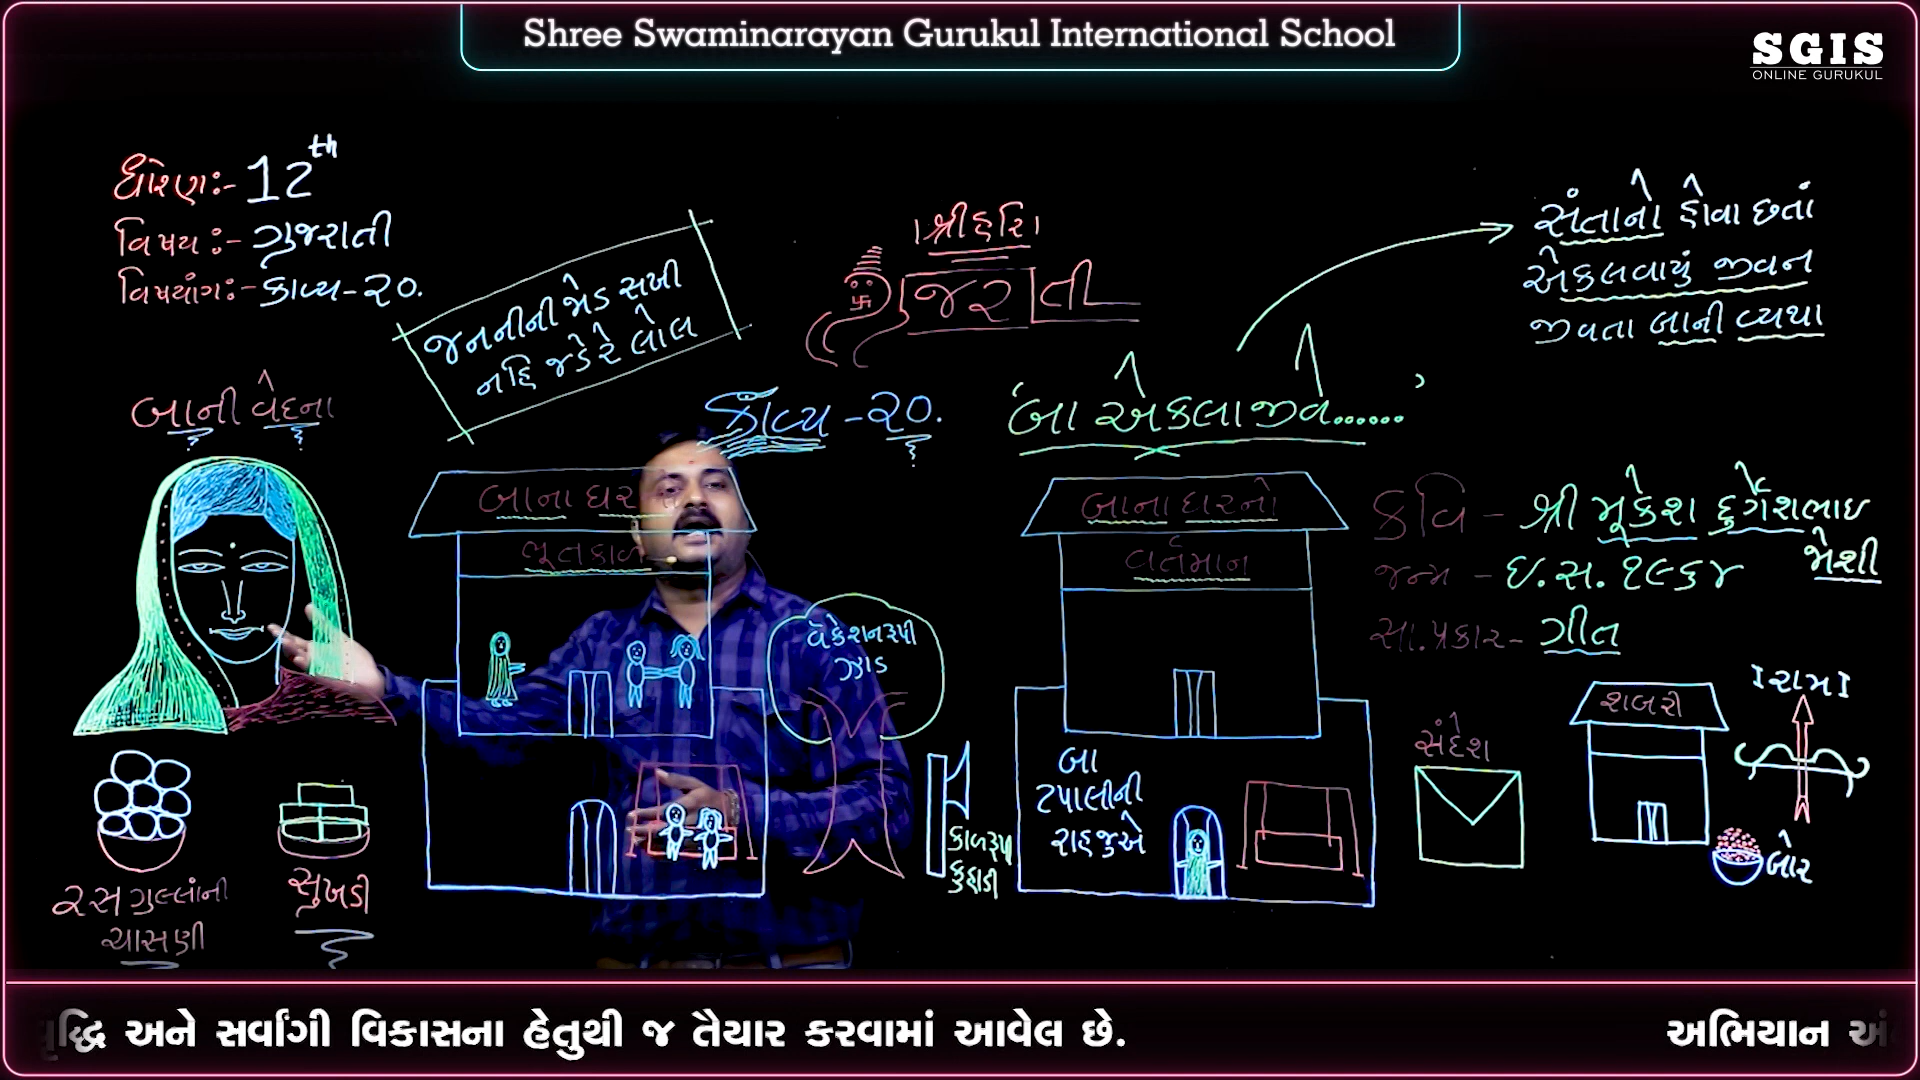 Shree Swaminarayan Gurukul International School
SGIS
ONLINE GURUKUL
ધોરણ:- 12th
વિષય:- ગુજરાતી
વિષયાંગ:- કાવ્ય-૨૦.
જનનીની જોડ સખી
નહિ જડે રે લોલ
।શ્રીહરિ।
જરતી
સંતાનો હોવા છતાં
એકલવાયું જીવન
જીવતા બાની વ્યથા
બાની વેદના
કાવ્ય-૨૦.
'બા એકલા જીવે......'
બાના ઘર
ભૂતકાળ
બાના ઘરનો
વર્તમાન
કવિ - શ્રી મૂકેશ દુર્ગેશભાઇ
જોશી
જન્મ - ઇ.સ. ૧૯૬૪
સા.પ્રકાર- ગીત
વૅકેશનરૂપી
ઝાડ
કાળરૂપી
કુહાડી
બા
ટપાલીની
રાહ જુએ
સંદેશ
શબરી
।રામ।
બોર
રસગુલ્લાંની
ચાસણી
સુખડી
વૃદ્ધિ અને સર્વાંગી વિકાસના હેતુથી જ તૈયાર કરવામાં આવેલ છે.
અભિયાન